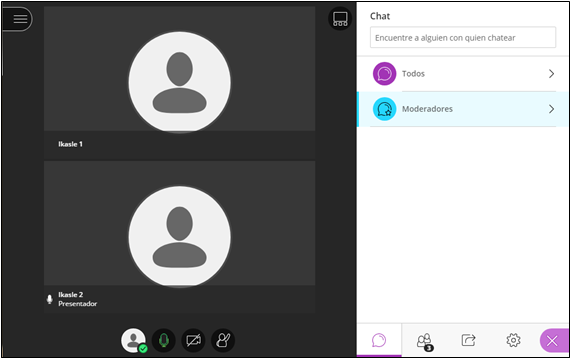 Chat
Encuentre a alguien con quien chatear
Todos
Moderadores
Ikasle 1
Ikasle 2
Presentador
3